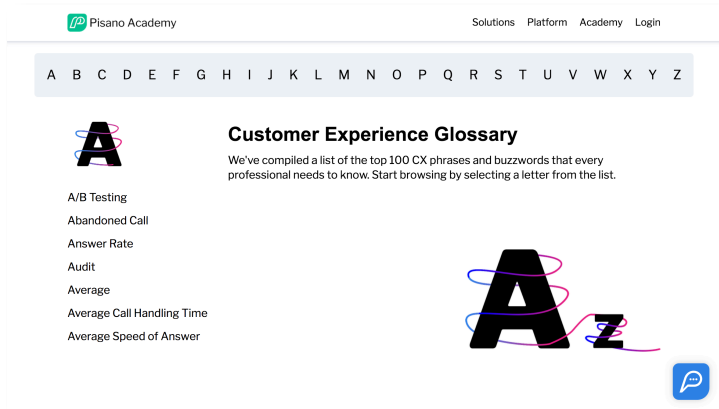 Pisano Academy
Solutions Platform Academy Login
A B C D E F G H I J K L M N O P Q R S T U V W X Y Z
A
Customer Experience Glossary
We've compiled a list of the top 100 CX phrases and buzzwords that every
professional needs to know. Start browsing by selecting a letter from the list.
A/B Testing
Abandoned Call
Answer Rate
Audit
Average
Average Call Handling Time
Average Speed of Answer
A z